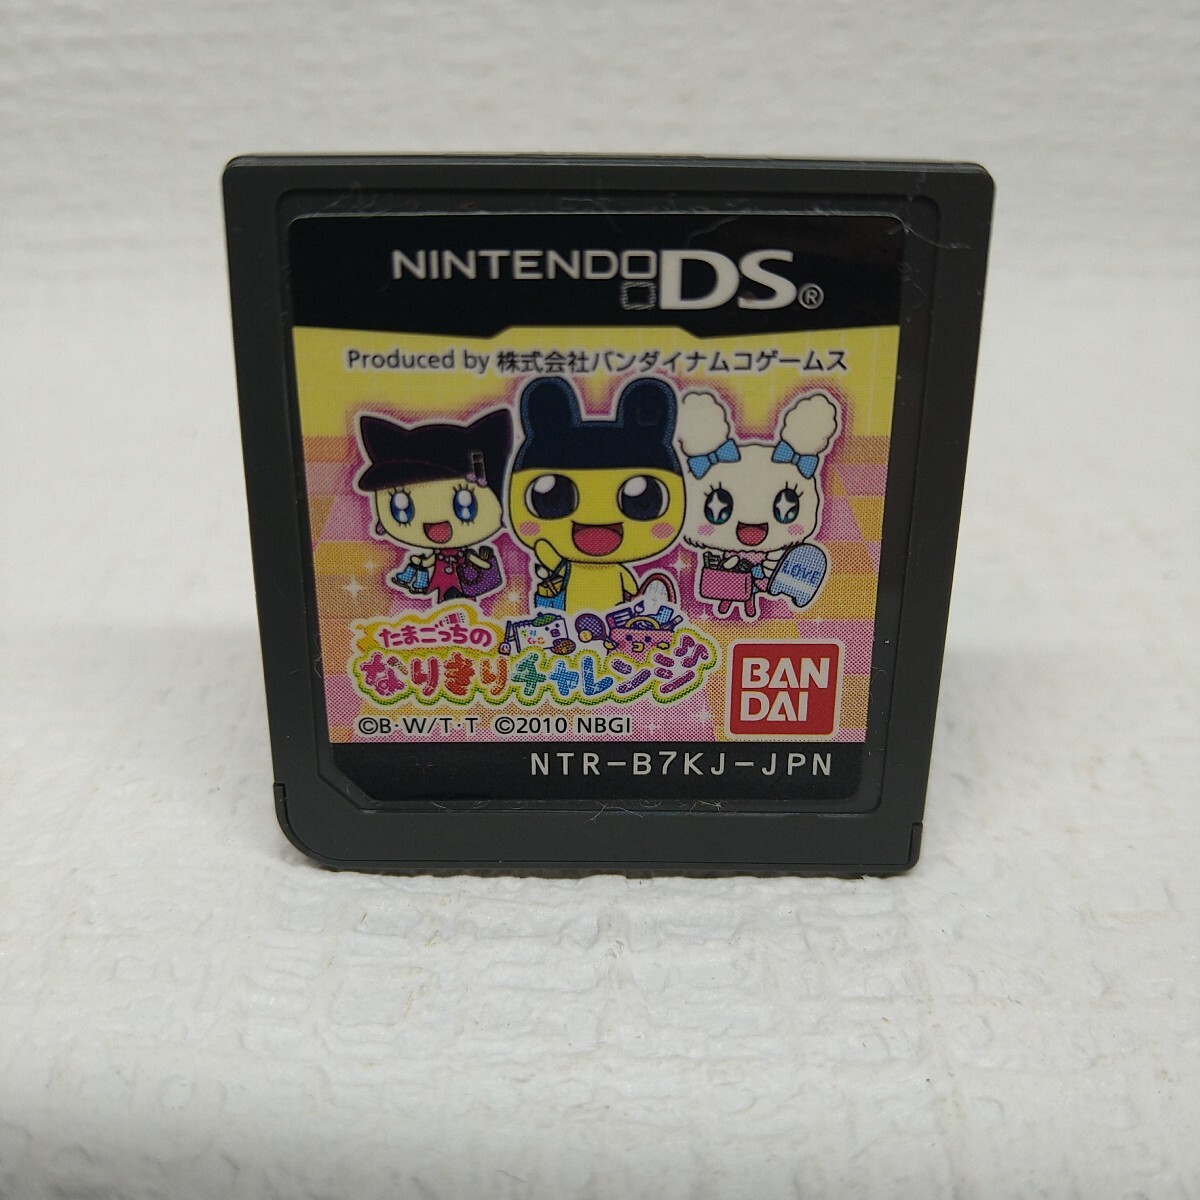 NINTENDO DS®
Produced by 株式会社バンダイナムコゲームス
LOVE
たまごっちの
なりきりチャレンジ
BAN
DAI
©B・W/T・T ©2010 NBGI
NTR-B7KJ-JPN